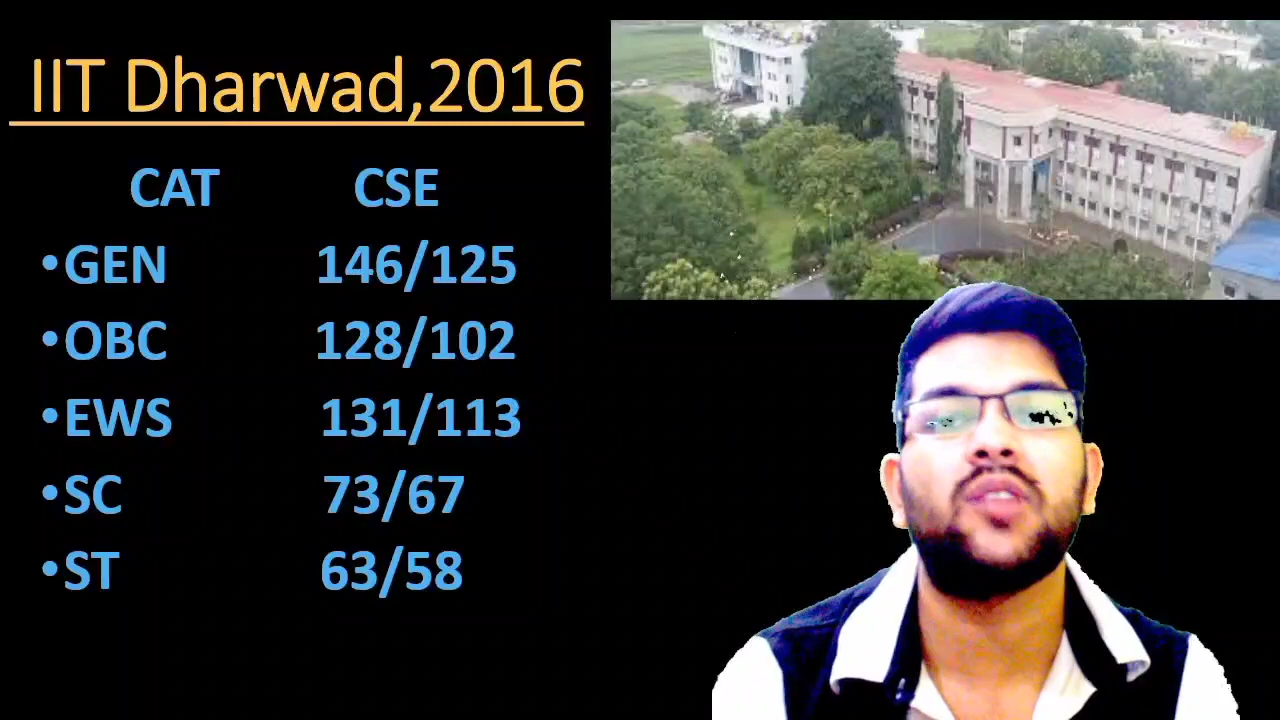 IIT Dharwad,2016
CAT CSE
•GEN 146/125
•OBC 128/102
•EWS 131/113
•SC 73/67
•ST 63/58